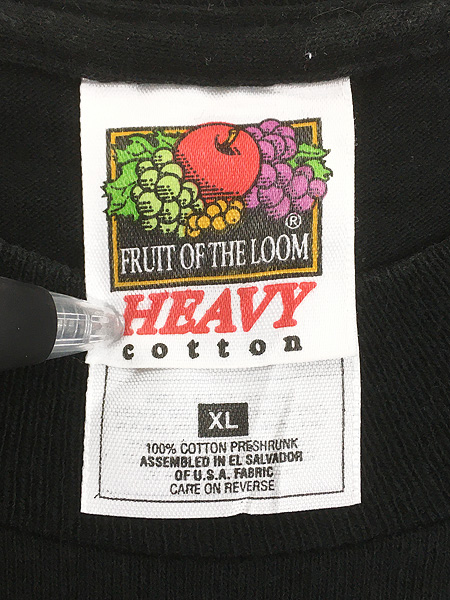 ®
FRUIT OF THE LOOM
HEAVY
cotton
XL
100% COTTON PRESHRUNK
ASSEMBLED IN EL SALVADOR
OF U.S.A. FABRIC
CARE ON REVERSE